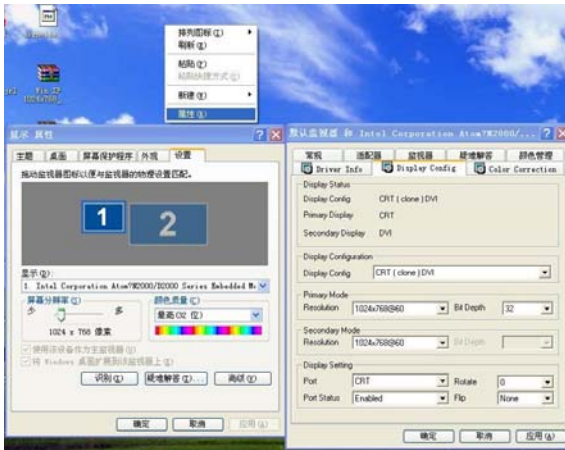 Win XP
1024x768_
排列图标(I)
刷新(E)
粘贴(P)
粘贴快捷方式(S)
新建(W)
属性(R)
显示 属性
主题
桌面
屏幕保护程序
外观
设置
拖动监视器图标以便与监视器的物理设置匹配。
1
2
显示(D):
1. Intel Corporation Atom?N2000/D2000 Series Embedded Me
屏幕分辨率(S)
少
多
1024 x 768 像素
颜色质量(C)
最高(32 位)
使用该设备作为主监视器(U)
将 Windows 桌面扩展到该监视器上(E)
识别(I)
疑难解答(T)...
高级(V)
确定
取消
应用(A)
默认监视器 和 Intel Corporation Atom?N2000/...
常规
适配器
监视器
疑难解答
颜色管理
Driver Info
Display Config
Color Correction
Display Status
Display Config CRT ( clone ) DVI
Primary Display CRT
Secondary Display DVI
Display Configuration
Display Config CRT ( clone ) DVI
Primary Mode
Resolution 1024x768@60 Bit Depth 32
Secondary Mode
Resolution 1024x768@60 Bit Depth
Display Setting
Port CRT Rotate 0
Port Status Enabled Flip None
确定
取消
应用(A)